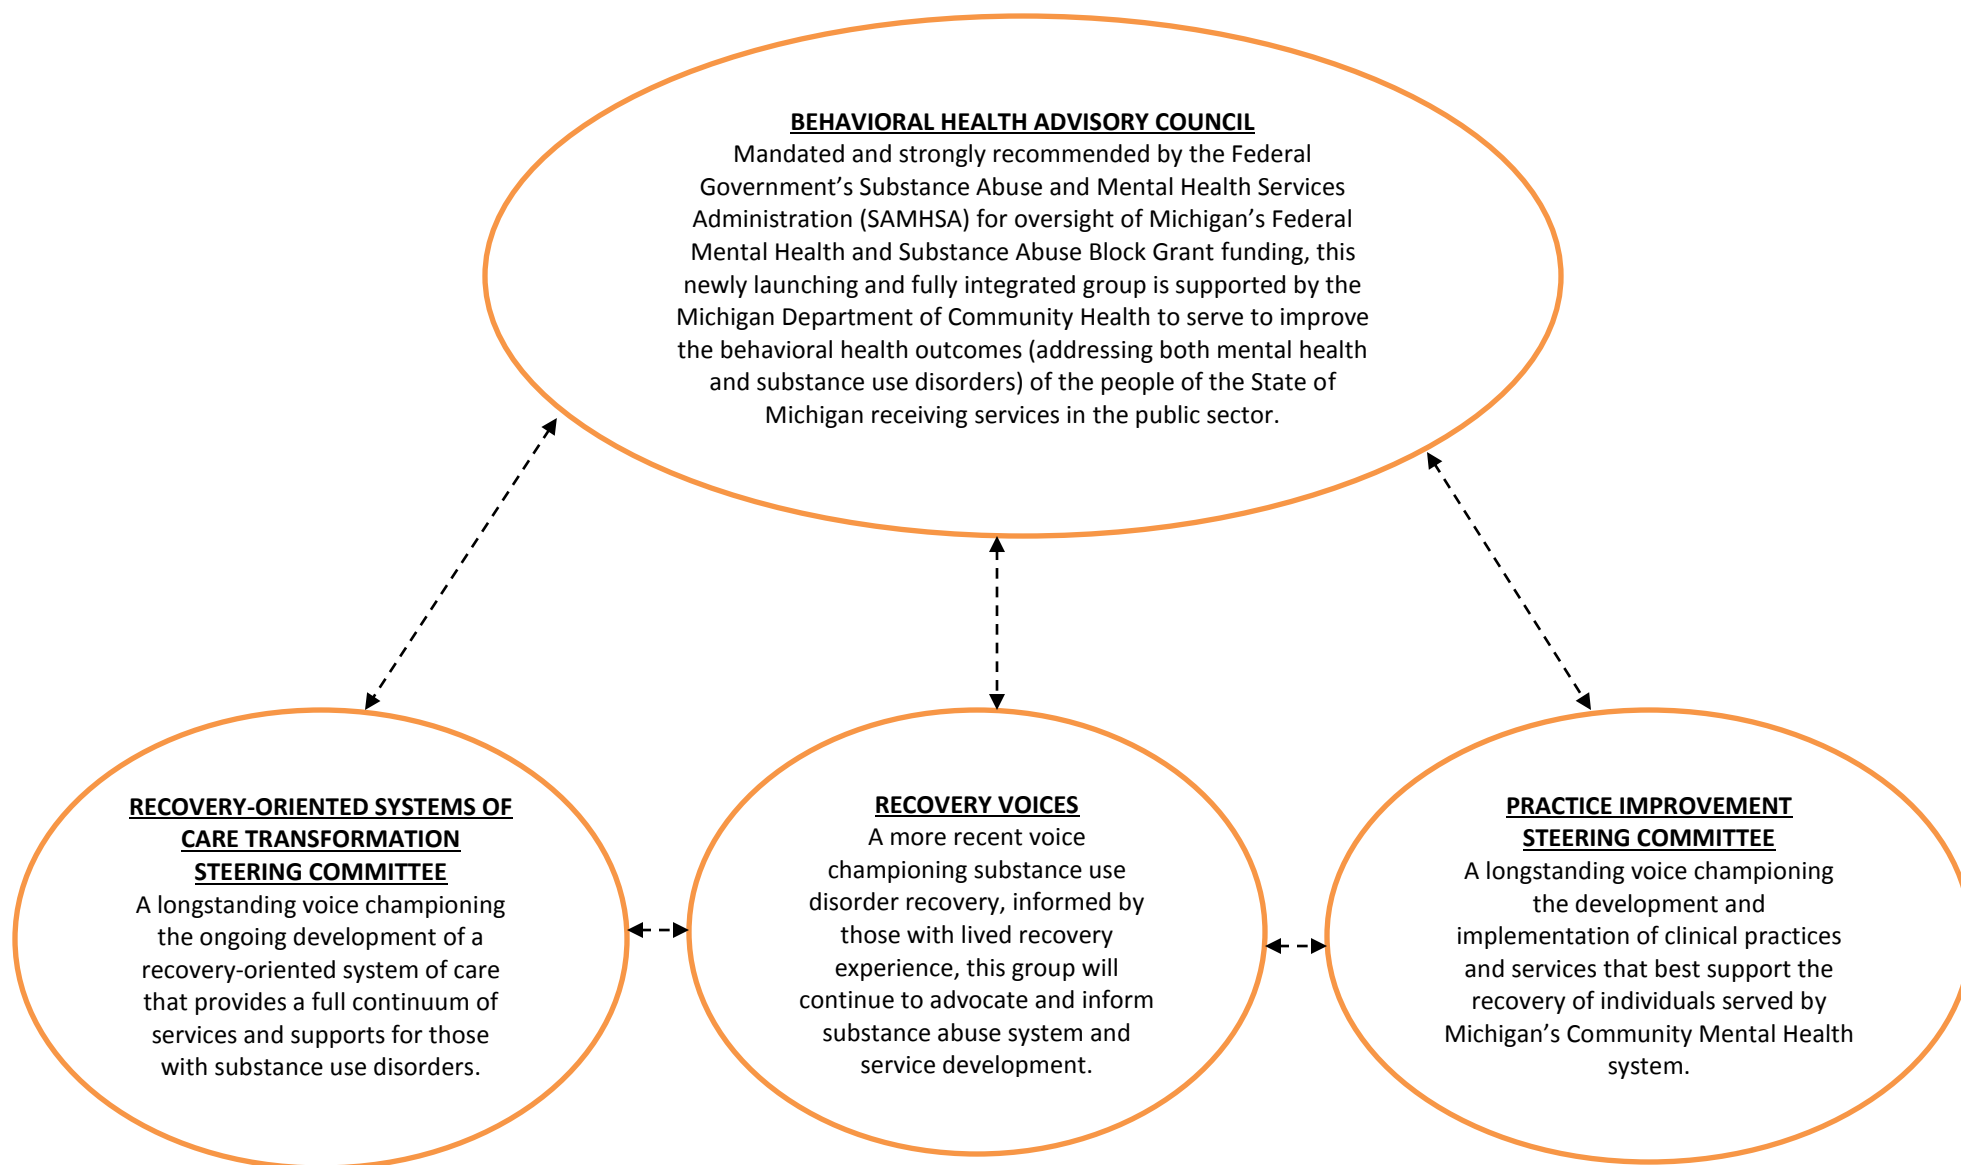 BEHAVIORAL HEALTH ADVISORY COUNCIL
Mandated and strongly recommended by the Federal
Government’s Substance Abuse and Mental Health Services
Administration (SAMHSA) for oversight of Michigan’s Federal
Mental Health and Substance Abuse Block Grant funding, this
newly launching and fully integrated group is supported by the
Michigan Department of Community Health to serve to improve
the behavioral health outcomes (addressing both mental health
and substance use disorders) of the people of the State of
Michigan receiving services in the public sector.
RECOVERY-ORIENTED SYSTEMS OF
CARE TRANSFORMATION
STEERING COMMITTEE
A longstanding voice championing
the ongoing development of a
recovery-oriented system of care
that provides a full continuum of
services and supports for those
with substance use disorders.
RECOVERY VOICES
A more recent voice
championing substance use
disorder recovery, informed by
those with lived recovery
experience, this group will
continue to advocate and inform
substance abuse system and
service development.
PRACTICE IMPROVEMENT
STEERING COMMITTEE
A longstanding voice championing
the development and
implementation of clinical practices
and services that best support the
recovery of individuals served by
Michigan’s Community Mental Health
system.